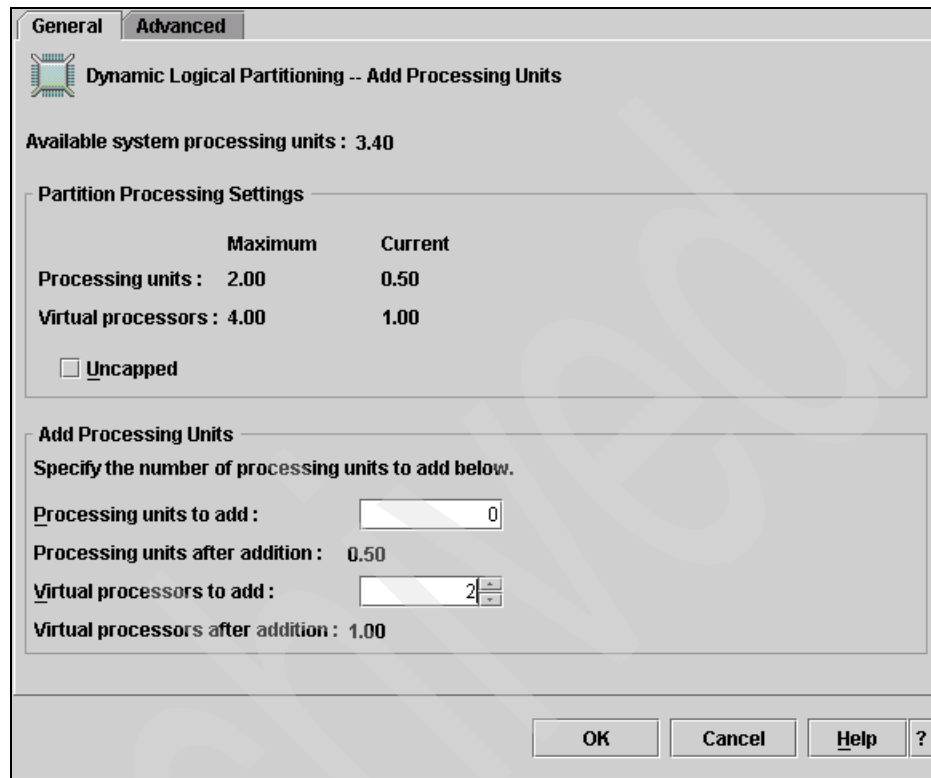 General Advanced
Dynamic Logical Partitioning -- Add Processing Units
Available system processing units : 3.40
Partition Processing Settings
Maximum Current
Processing units : 2.00 0.50
Virtual processors : 4.00 1.00
Uncapped
Add Processing Units
Specify the number of processing units to add below.
Processing units to add : 0
Processing units after addition : 0.50
Virtual processors to add : 2
Virtual processors after addition : 1.00
OK Cancel Help ?